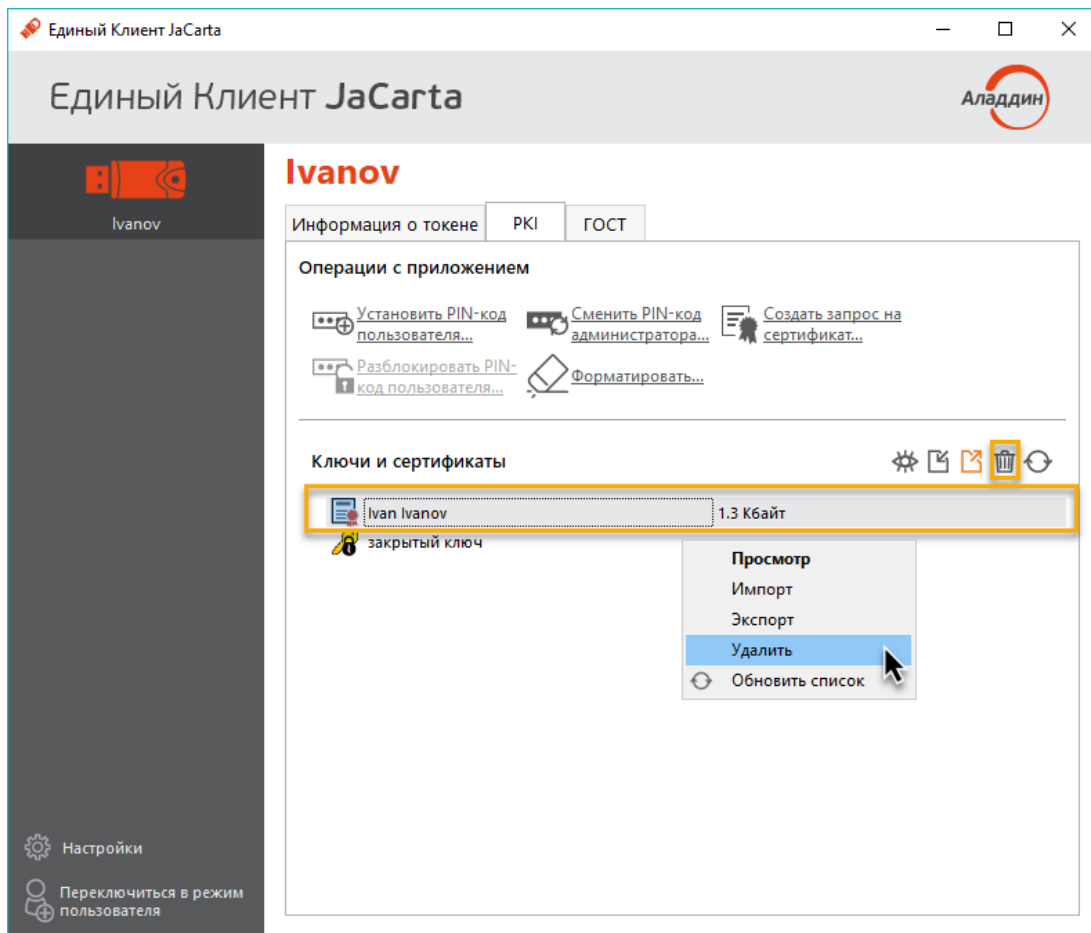 Единый Клиент JaCarta
Единый Клиент JaCarta
Аладдин
Ivanov
Ivanov
Информация о токене
PKI
ГОСТ
Операции с приложением
Установить PIN-код
пользователя...
Сменить PIN-код
администратора...
Создать запрос на
сертификат...
Разблокировать PIN-
код пользователя...
Форматировать...
Ключи и сертификаты
Ivan Ivanov
1.3 Кбайт
закрытый ключ
Просмотр
Импорт
Экспорт
Удалить
Обновить список
Настройки
Переключиться в режим
пользователя